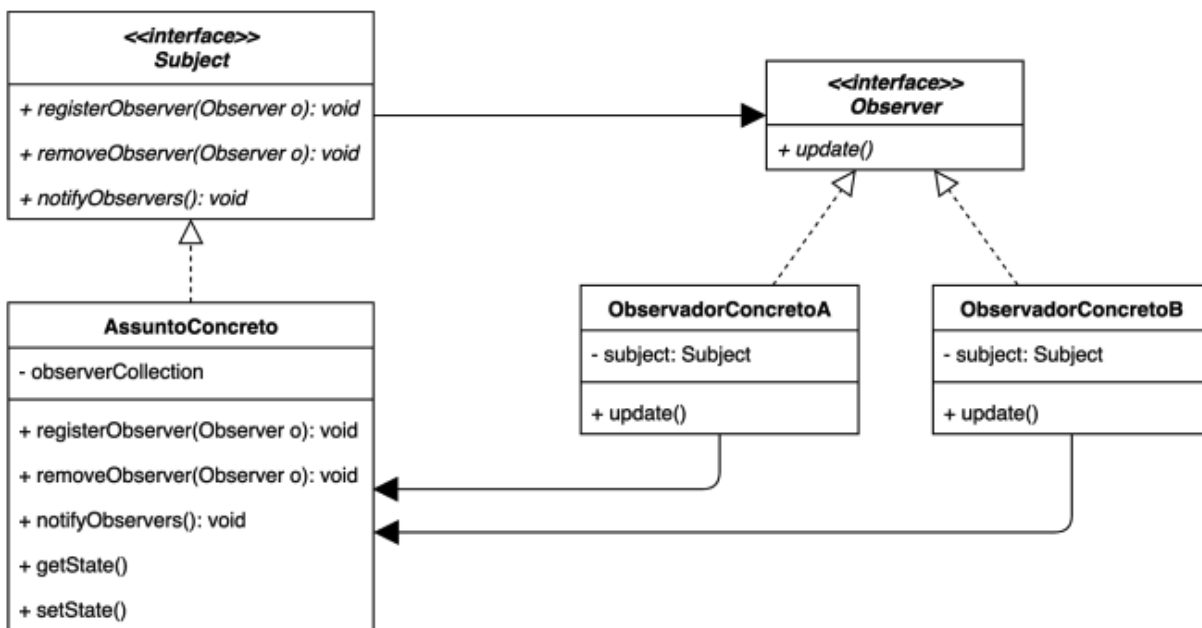 <<interface>>
Subject
+ registerObserver(Observer o): void
+ removeObserver(Observer o): void
+ notifyObservers(): void
<<interface>>
Observer
+ update()
AssuntoConcreto
- observerCollection
+ registerObserver(Observer o): void
+ removeObserver(Observer o): void
+ notifyObservers(): void
+ getState()
+ setState()
ObservadorConcretoA
- subject: Subject
+ update()
ObservadorConcretoB
- subject: Subject
+ update()